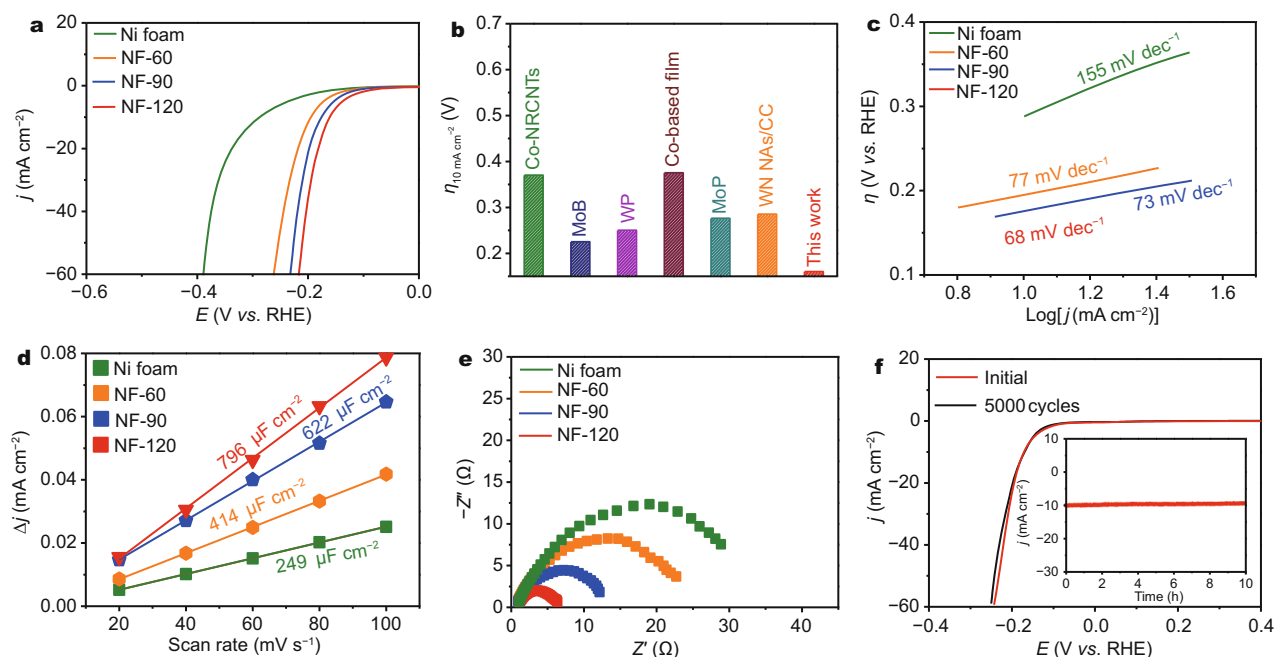 a
Ni foam
NF-60
NF-90
NF-120
20
0
−20
−40
−60
j (mA cm⁻²)
−0.6
−0.4
−0.2
0.0
E (V vs. RHE)
b
0.7
0.6
0.5
0.4
0.3
0.2
η₁₀ mA cm⁻² (V)
Co-NRCNTs
MoB
WP
Co-based film
MoP
WN NAs/CC
This work
c
Ni foam
NF-60
NF-90
NF-120
155 mV dec⁻¹
77 mV dec⁻¹
73 mV dec⁻¹
68 mV dec⁻¹
0.4
0.3
0.2
0.1
η (V vs. RHE)
0.8
1.0
1.2
1.4
1.6
Log[j (mA cm⁻²)]
d
Ni foam
NF-60
NF-90
NF-120
796 μF cm⁻²
622 μF cm⁻²
414 μF cm⁻²
249 μF cm⁻²
0.08
0.06
0.04
0.02
0.00
Δj (mA cm⁻²)
20
40
60
80
100
Scan rate (mV s⁻¹)
e
Ni foam
NF-60
NF-90
NF-120
30
25
20
15
10
5
0
−Z″ (Ω)
0
10
20
30
40
Z′ (Ω)
f
Initial
5000 cycles
20
0
−20
−40
−60
j (mA cm⁻²)
10
0
−10
−20
−30
j (mA cm⁻²)
0
2
4
6
8
10
Time (h)
−0.4
−0.2
0.0
0.2
0.4
E (V vs. RHE)